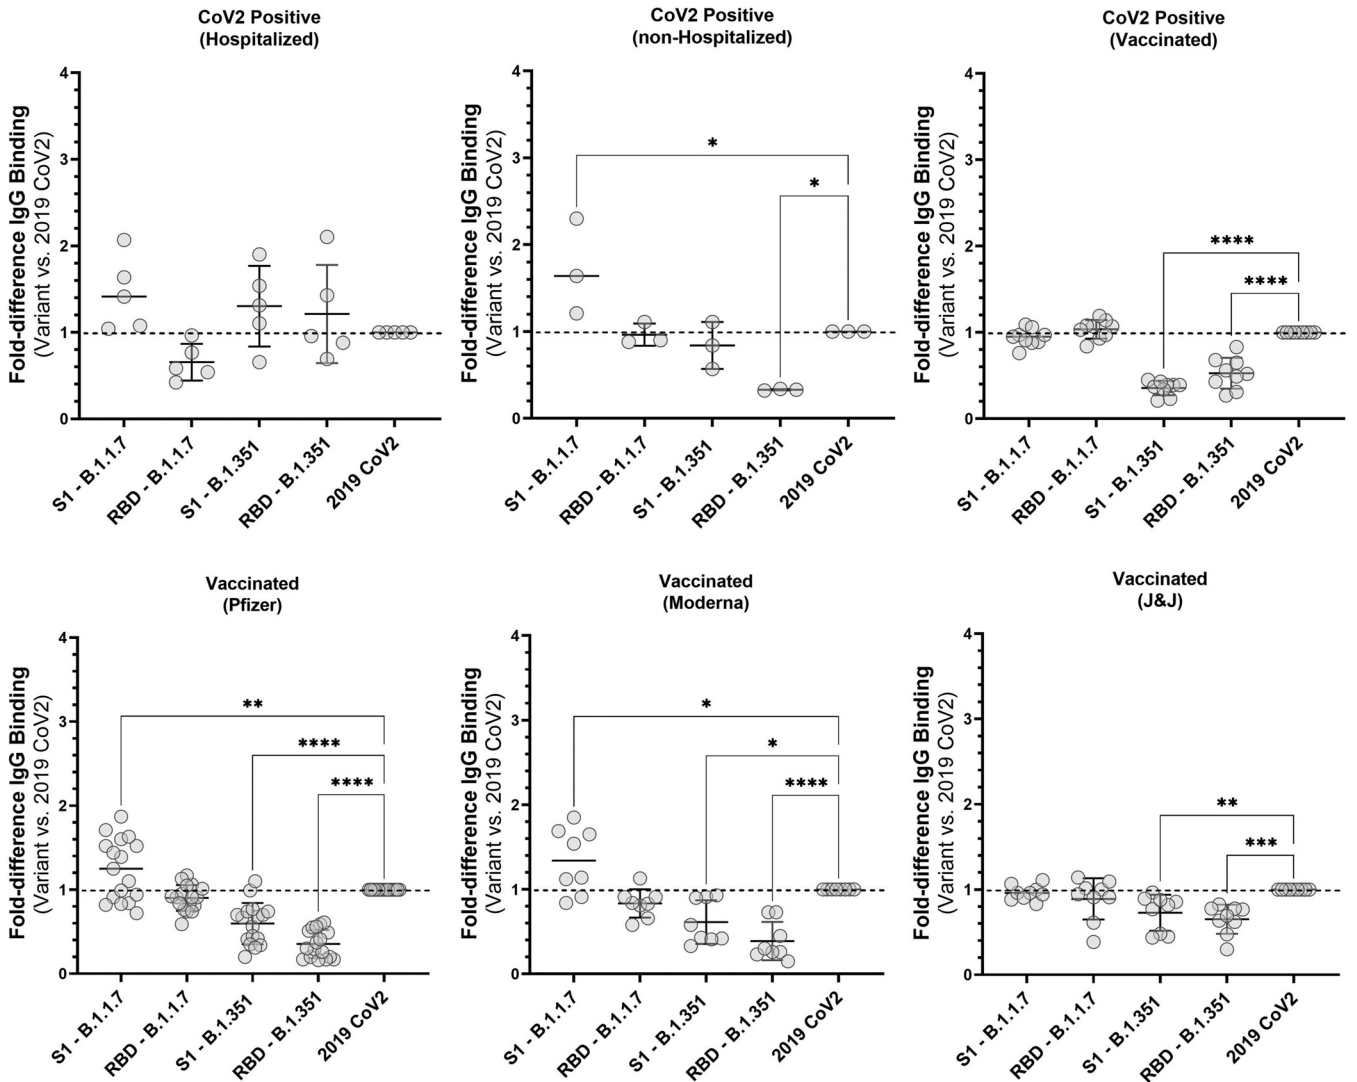 CoV2 Positive
(Hospitalized)
Fold-difference IgG Binding
(Variant vs. 2019 CoV2)
4
3
2
1
0
S1 - B.1.1.7
RBD - B.1.1.7
S1 - B.1.351
RBD - B.1.351
2019 CoV2
CoV2 Positive
(non-Hospitalized)
Fold-difference IgG Binding
(Variant vs. 2019 CoV2)
4
3
2
1
0
*
*
S1 - B.1.1.7
RBD - B.1.1.7
S1 - B.1.351
RBD - B.1.351
2019 CoV2
CoV2 Positive
(Vaccinated)
Fold-difference IgG Binding
(Variant vs. 2019 CoV2)
4
3
2
1
0
****
****
S1 - B.1.1.7
RBD - B.1.1.7
S1 - B.1.351
RBD - B.1.351
2019 CoV2
Vaccinated
(Pfizer)
Fold-difference IgG Binding
(Variant vs. 2019 CoV2)
4
3
2
1
0
**
****
****
S1 - B.1.1.7
RBD - B.1.1.7
S1 - B.1.351
RBD - B.1.351
2019 CoV2
Vaccinated
(Moderna)
Fold-difference IgG Binding
(Variant vs. 2019 CoV2)
4
3
2
1
0
*
*
****
S1 - B.1.1.7
RBD - B.1.1.7
S1 - B.1.351
RBD - B.1.351
2019 CoV2
Vaccinated
(J&J)
Fold-difference IgG Binding
(Variant vs. 2019 CoV2)
4
3
2
1
0
**
***
S1 - B.1.1.7
RBD - B.1.1.7
S1 - B.1.351
RBD - B.1.351
2019 CoV2